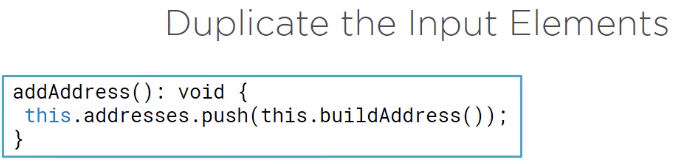 Duplicate the Input Elements
addAddress(): void {
 this.addresses.push(this.buildAddress());
}